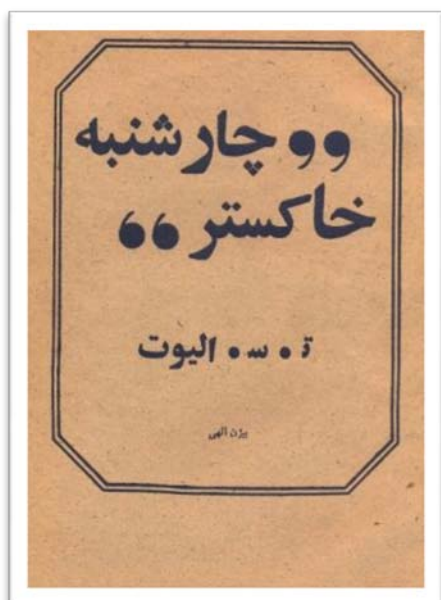 „چارشنبه
خاکستر“
ت • س • الیوت
بیژن الهی